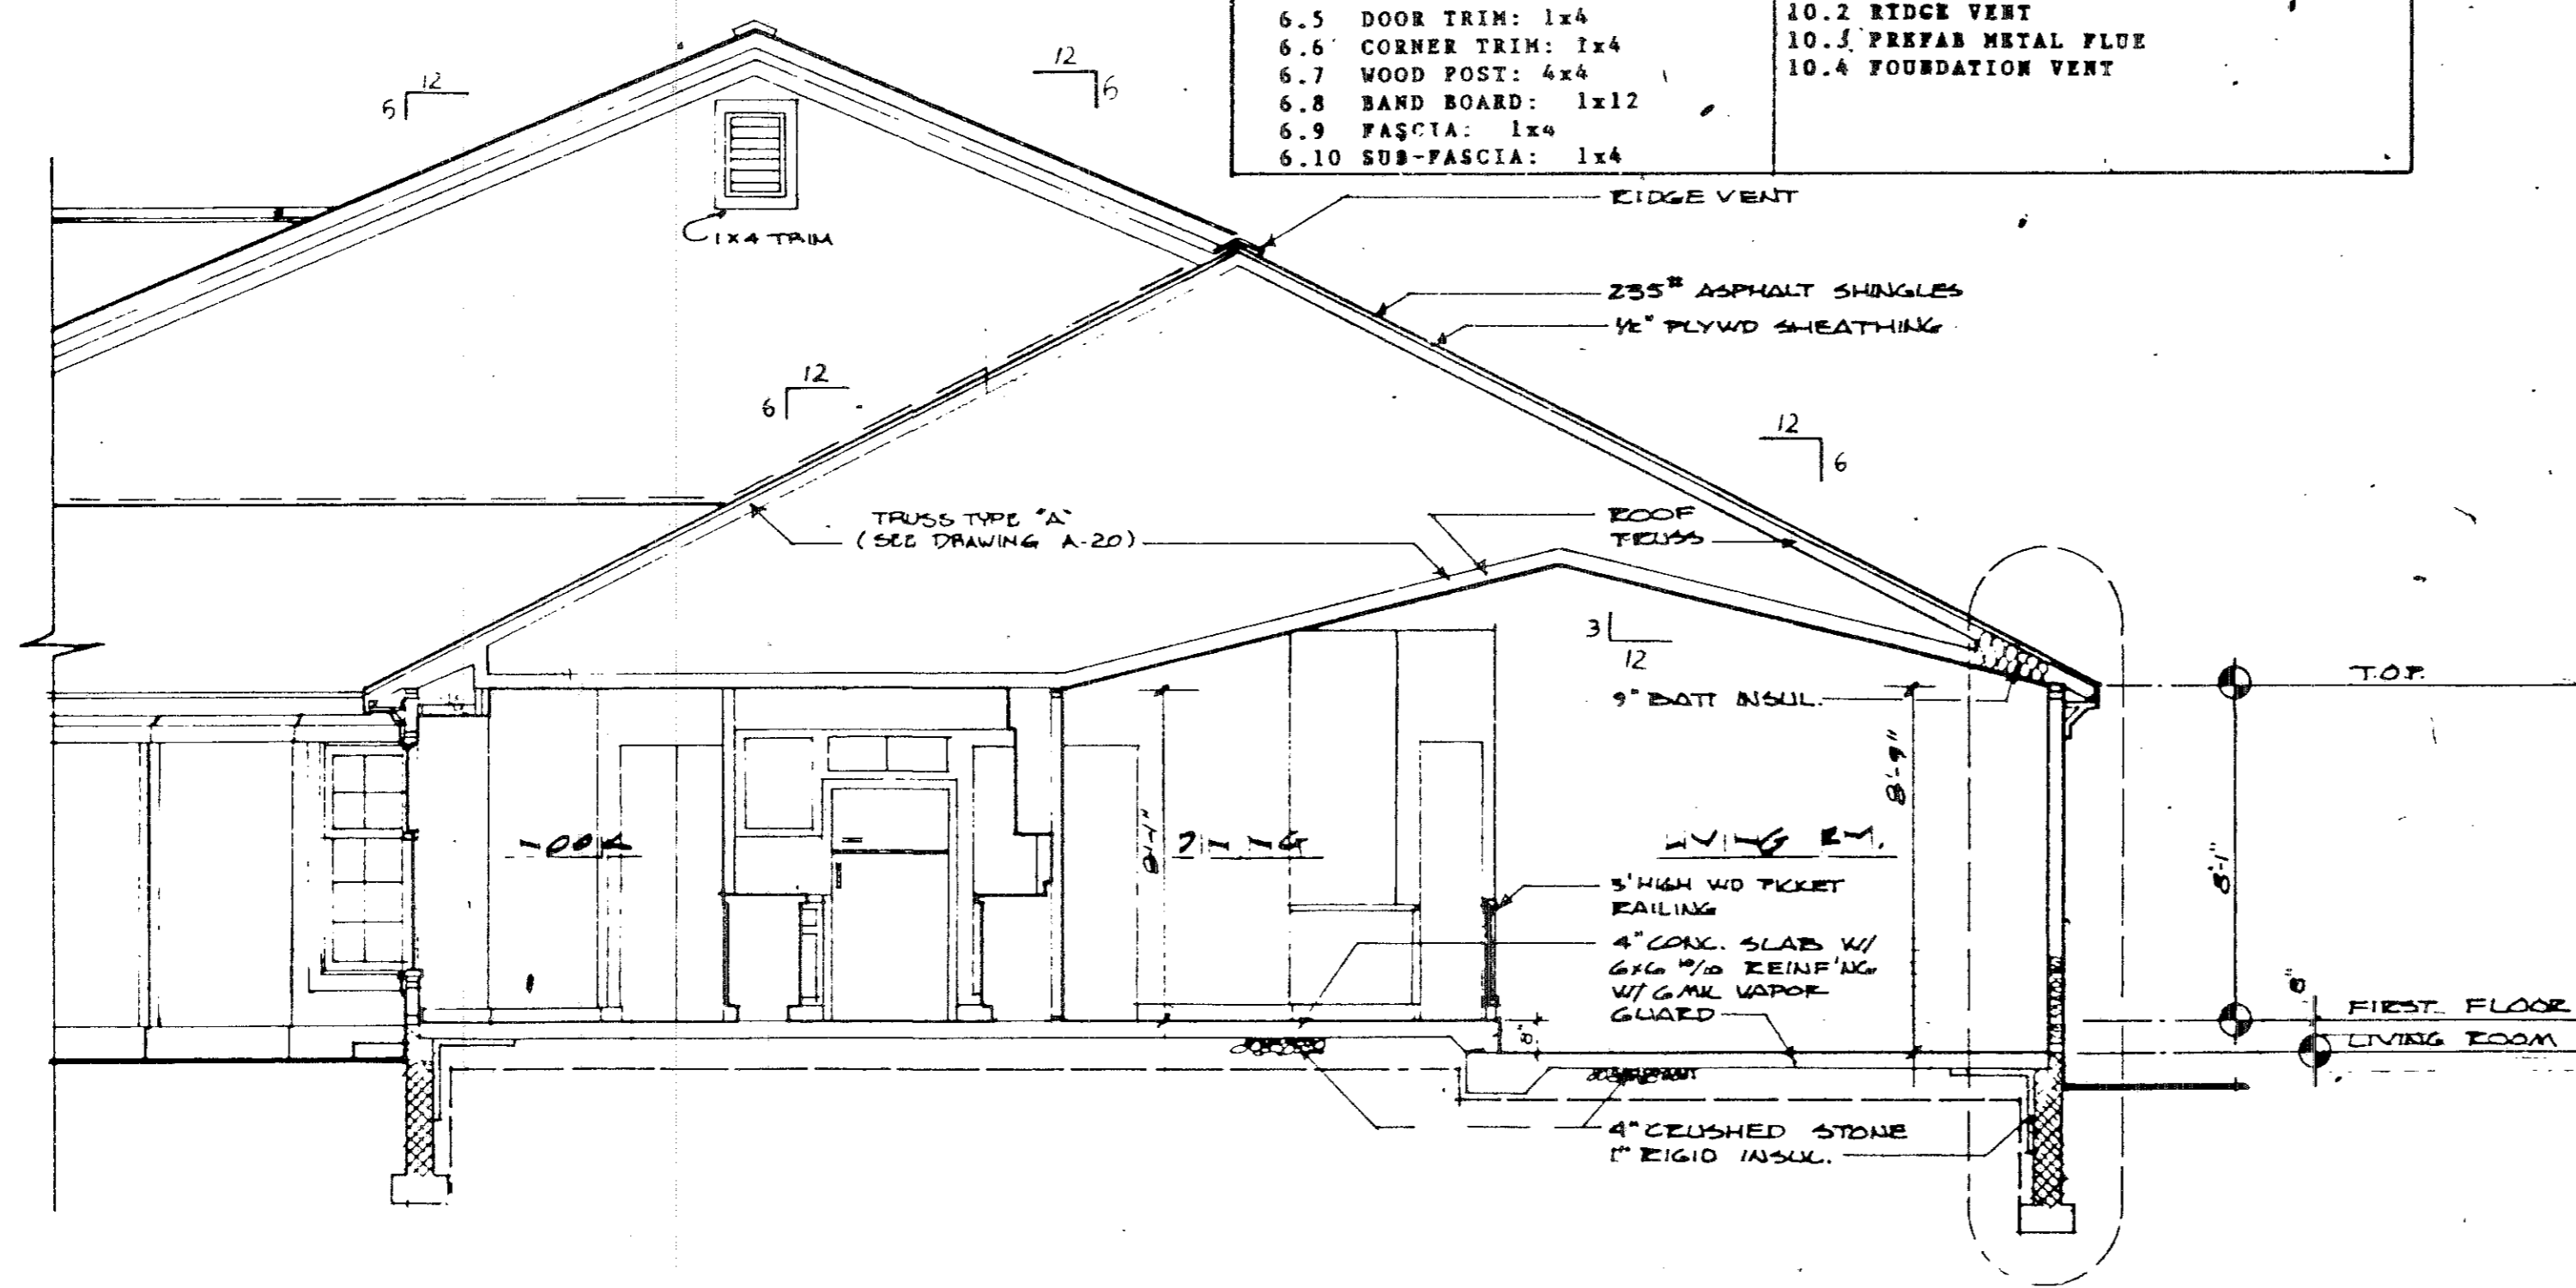 6.5 DOOR TRIM: 1x4
6.6 CORNER TRIM: 1x4
6.7 WOOD POST: 4x4
6.8 BAND BOARD: 1x12
6.9 FASCIA: 1x4
6.10 SUB-FASCIA: 1x4
10.2 RIDGE VENT
10.3 PREFAB METAL FLUE
10.4 FOUNDATION VENT
12
6
12
6
1x4 TRIM
RIDGE VENT
235# ASPHALT SHINGLES
1/2" PLYWD SHEATHING
12
6
12
6
TRUSS TYPE "A"
(SEE DRAWING A-20)
ROOF
TRUSS
3
12
9" BATT INSUL.
T.O.P.
8'-1"
8'-9"
8'-1"
3' HIGH WD PICKET
RAILING
4" CONC. SLAB W/
6x6 10/10 REINF'NG
W/ 6 MIL VAPOR
GUARD
8"
8"
FIRST FLOOR
LIVING ROOM
4" CRUSHED STONE
1" RIGID INSUL.